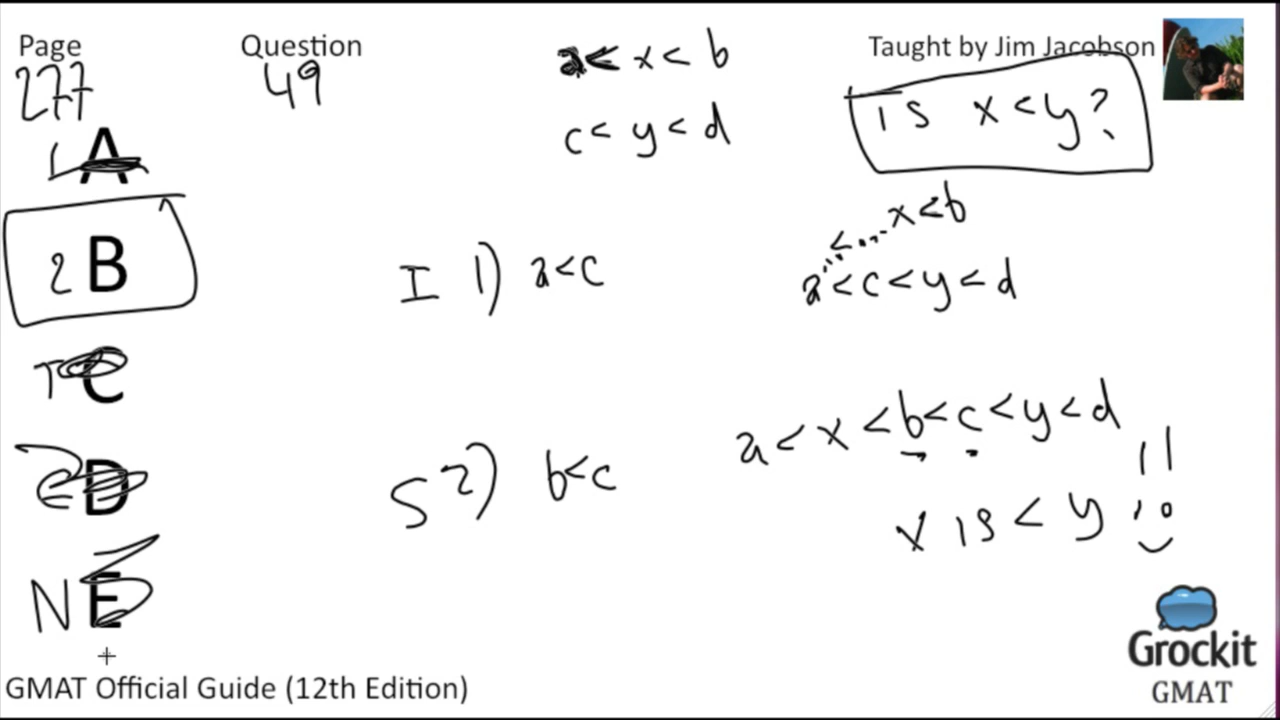 Page Question a< x< b Taught by Jim Jacobson
277 49 c< y< d is x<y?
1 A
2 B
x<b
<
I 1) a<c a<c<y<d
T C
a<x<b<c<y<d
E D
S 2) b<c
x is < y !!
N E
GMAT Official Guide (12th Edition)
Grockit
GMAT